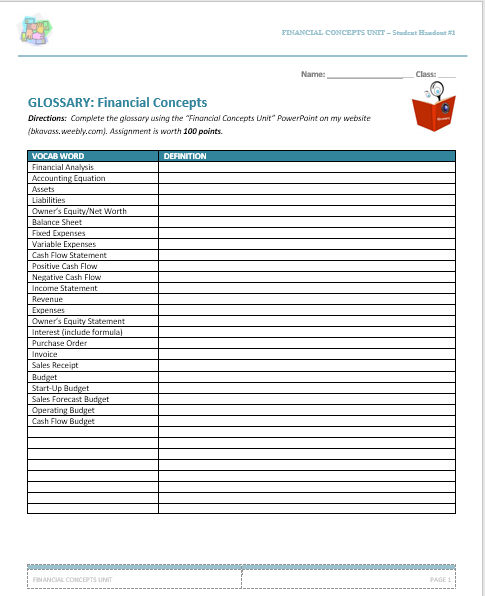 FINANCIAL CONCEPTS UNIT – Student Handout #1
Name: _________________ Class: ____
GLOSSARY: Financial Concepts
Directions: Complete the glossary using the "Financial Concepts Unit" PowerPoint on my website
(bkavass.weebly.com). Assignment is worth 100 points.
VOCAB WORD DEFINITION
Financial Analysis
Accounting Equation
Assets
Liabilities
Owner's Equity/Net Worth
Balance Sheet
Fixed Expenses
Variable Expenses
Cash Flow Statement
Positive Cash Flow
Negative Cash Flow
Income Statement
Revenue
Expenses
Owner's Equity Statement
Interest (include formula)
Purchase Order
Invoice
Sales Receipt
Budget
Start-Up Budget
Sales Forecast Budget
Operating Budget
Cash Flow Budget
FINANCIAL CONCEPTS UNIT PAGE 1